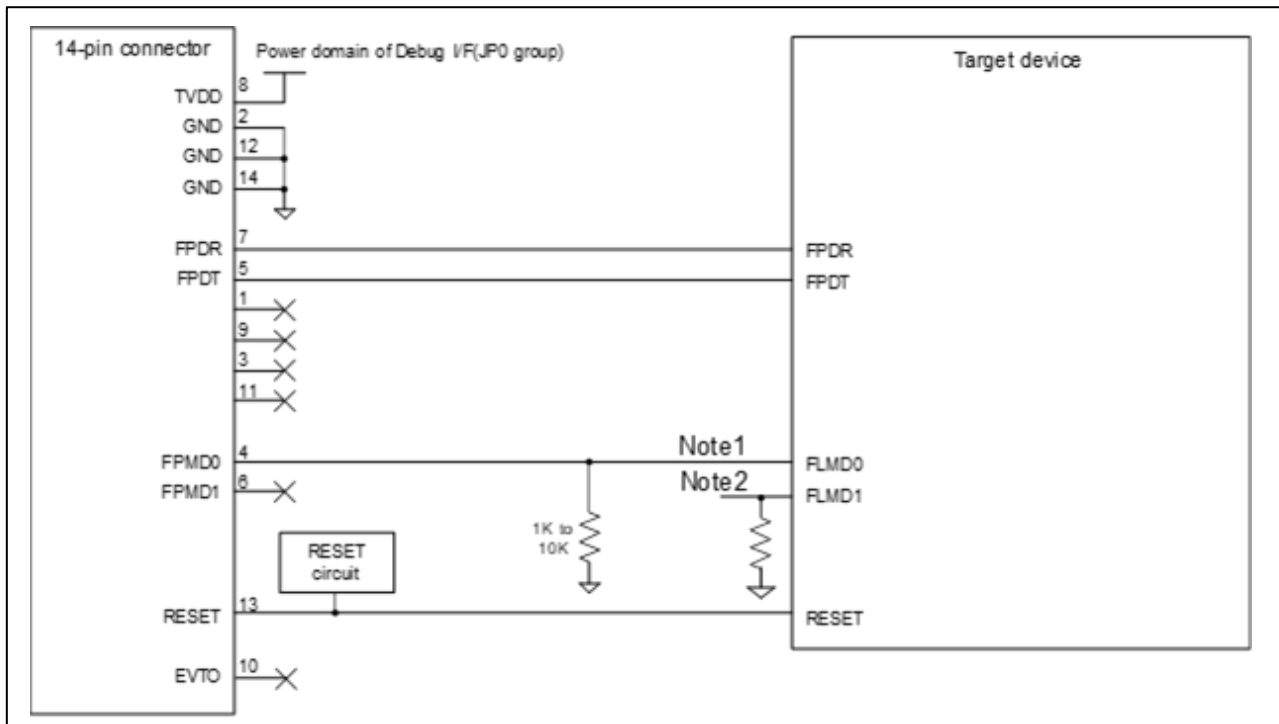 14-pin connector
Power domain of Debug I/F(JP0 group)
Target device
TVDD 8
GND 2
GND 12
GND 14
FPDR 7 FPDR
FPDT 5 FPDT
1
9
3
11
FPMD0 4 Note1 FLMD0
FPMD1 6 Note2 FLMD1
1K to
10K
RESET
circuit
RESET 13 RESET
EVTO 10